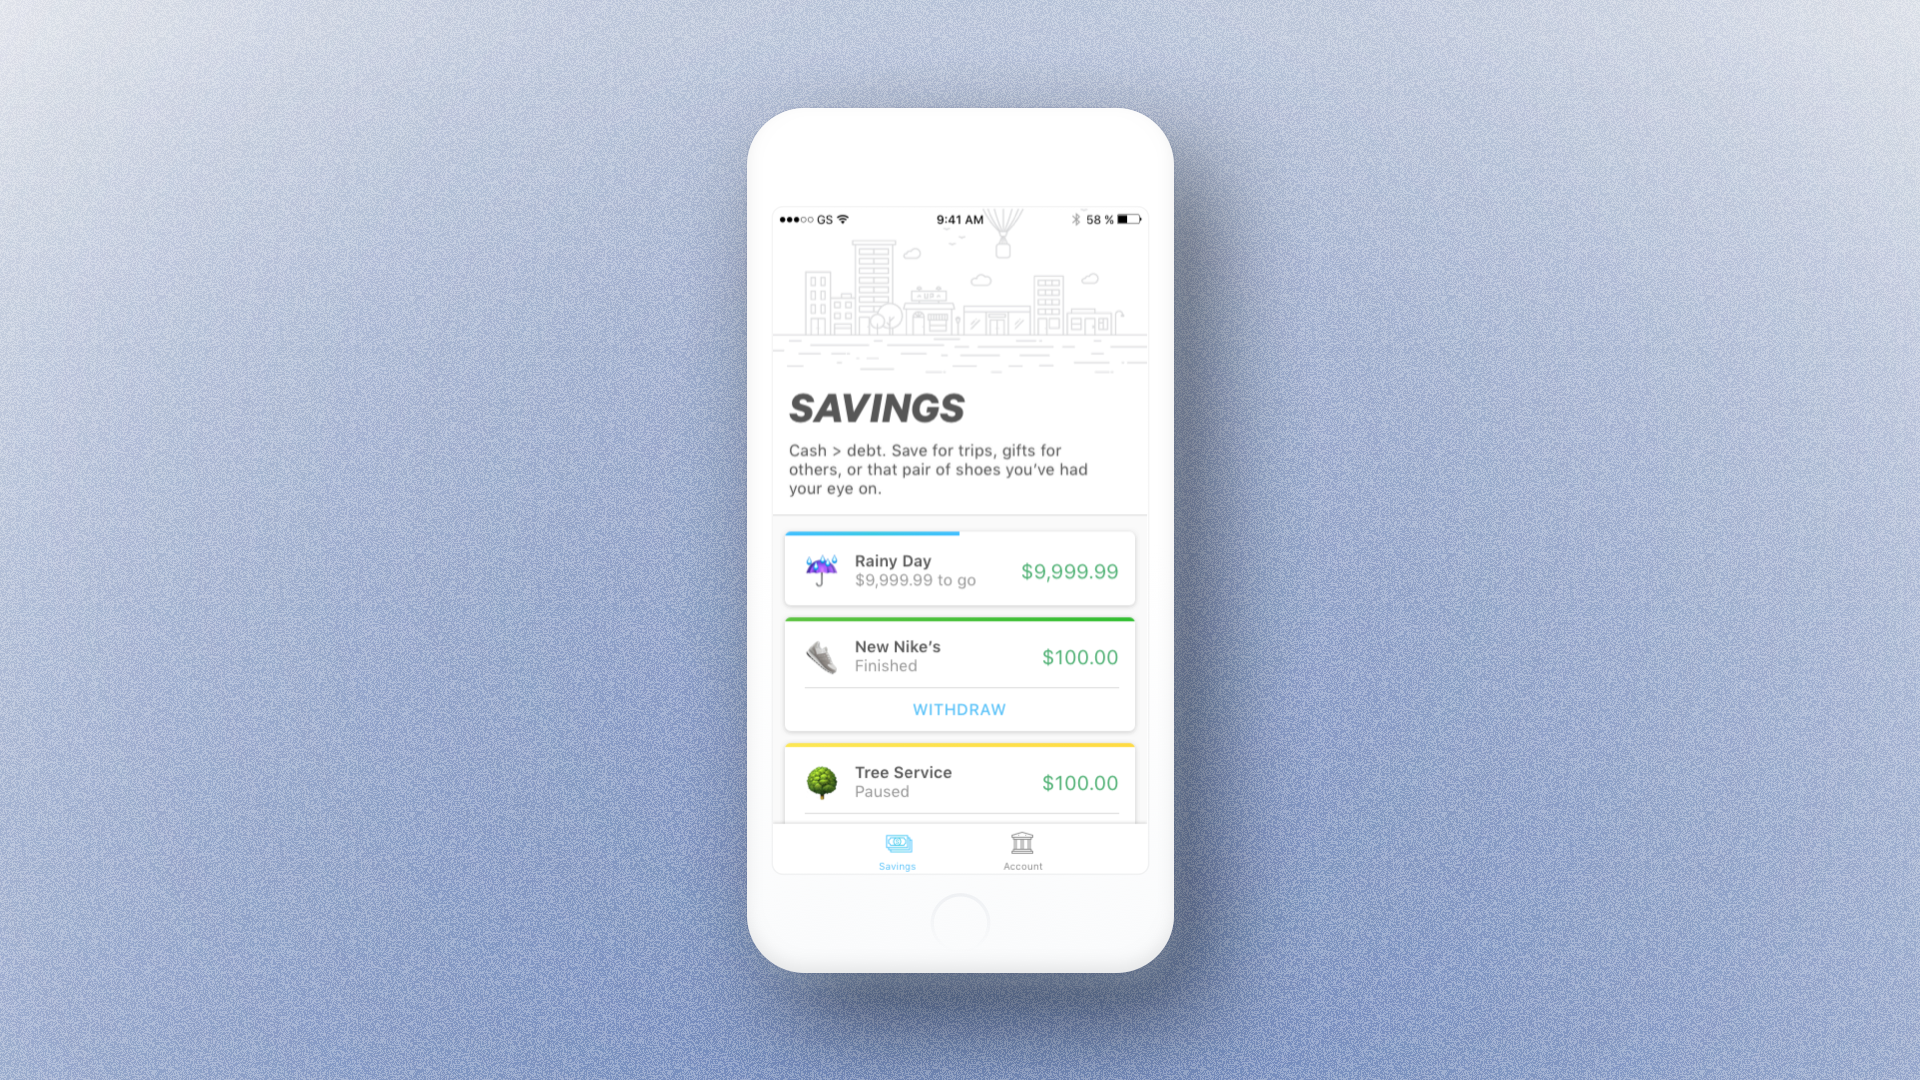 GS
9:41 AM
58 %
SAVINGS
Cash > debt. Save for trips, gifts for
others, or that pair of shoes you’ve had
your eye on.
Rainy Day
$9,999.99 to go
$9,999.99
New Nike’s
Finished
$100.00
WITHDRAW
Tree Service
Paused
$100.00
Savings
Account